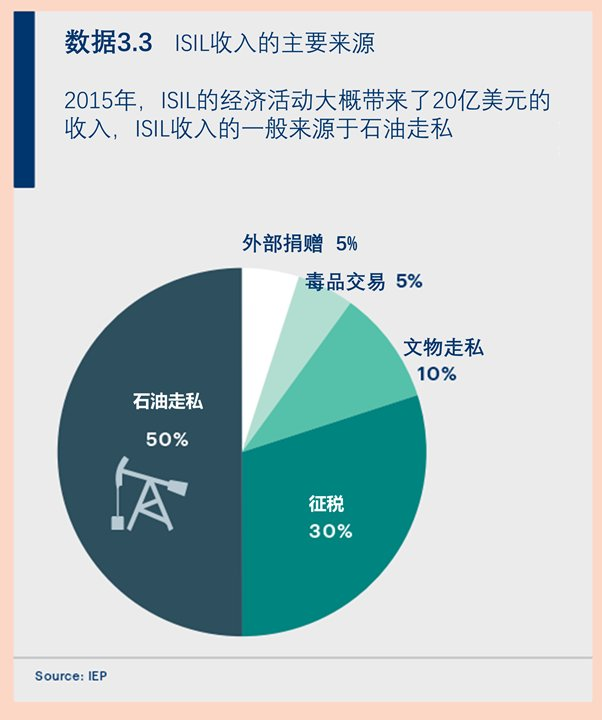 数据3.3 ISIL收入的主要来源
2015年，ISIL的经济活动大概带来了20亿美元的
收入，ISIL收入的一般来源于石油走私
外部捐赠 5%
毒品交易 5%
文物走私
10%
石油走私
50%
征税
30%
Source: IEP